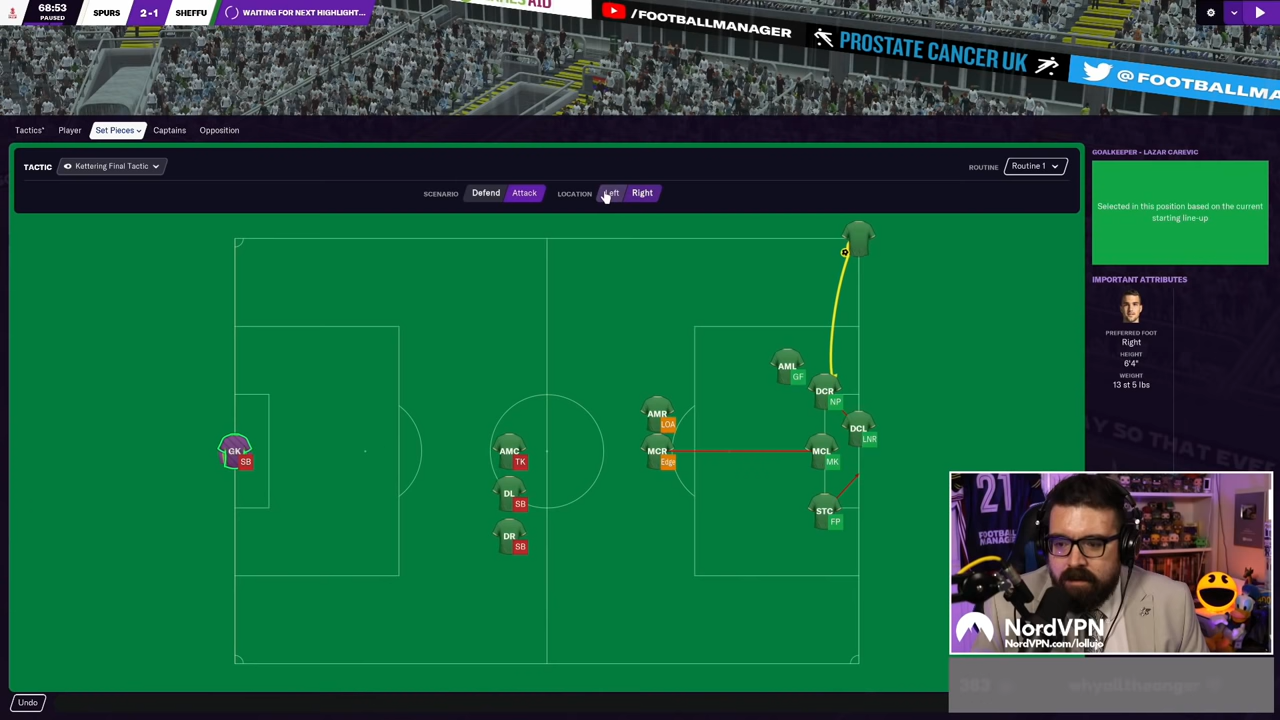 68:53
PAUSED
SPURS
2 - 1
SHEFFU
WAITING FOR NEXT HIGHLIGHT...
/FOOTBALLMANAGER
PROSTATE CANCER UK
@FOOTBALLMA
Tactics*
Player
Set Pieces
Captains
Opposition
TACTIC
Kettering Final Tactic
ROUTINE
Routine 1
SCENARIO
Defend
Attack
LOCATION
Left
Right
GOALKEEPER - LAZAR CAREVIC
Selected in this position based on the current
starting line-up
IMPORTANT ATTRIBUTES
PREFERRED FOOT
Right
HEIGHT
6'4"
WEIGHT
13 st 5 lbs
AML
GF
DCR
NP
AMR
LOA
DCL
LNR
GK
SB
AMC
TK
MCR
Edge
MCL
MK
DL
SB
STC
FP
DR
SB
21
FOOTBALL
MANAGER
NordVPN
NordVPN.com/lollujo
Undo